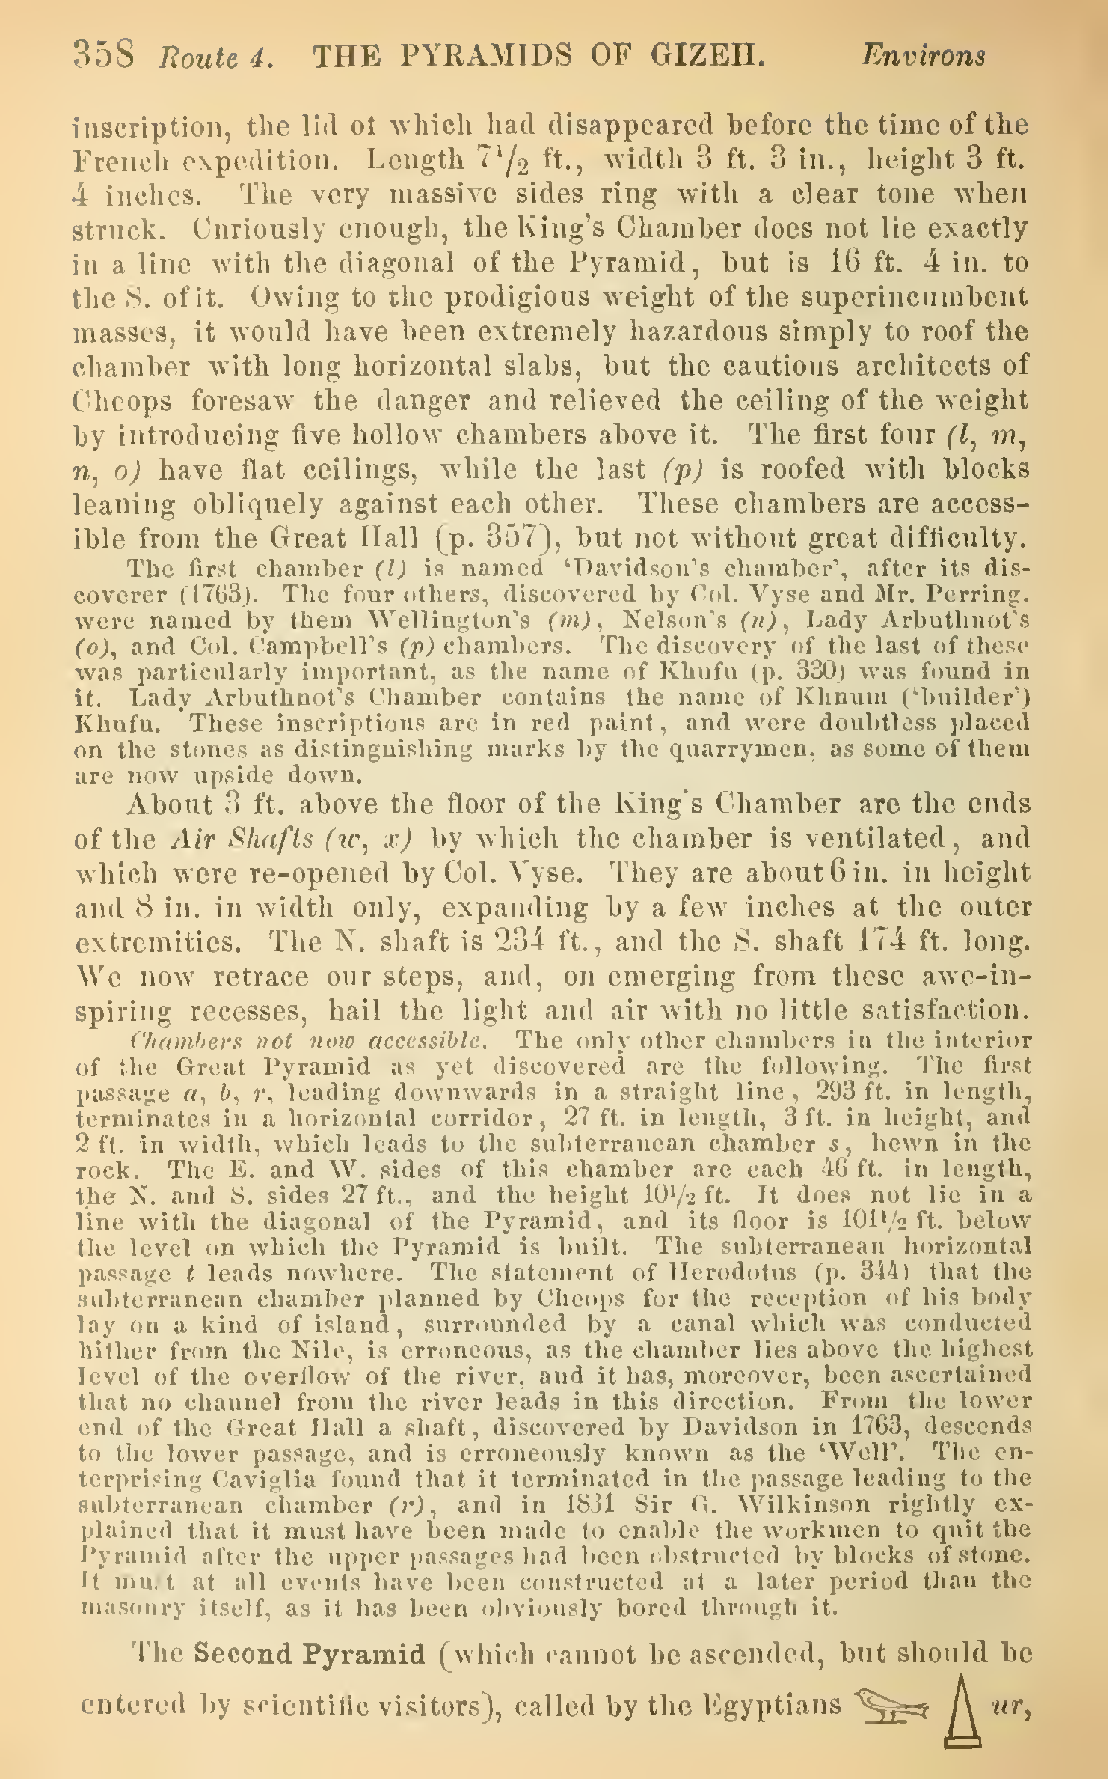 358 Route 4. THE PYRAMIDS OF GIZEH. Environs
inscription, the lid of which had disappeared before the time of the
French expedition. Length 7¹/₂ ft., width 3 ft. 3 in., height 3 ft.
4 inches. The very massive sides ring with a clear tone when
struck. Curiously enough, the King's Chamber does not lie exactly
in a line with the diagonal of the Pyramid, but is 16 ft. 4 in. to
the S. of it. Owing to the prodigious weight of the superincumbent
masses, it would have been extremely hazardous simply to roof the
chamber with long horizontal slabs, but the cautious architects of
Cheops foresaw the danger and relieved the ceiling of the weight
by introducing five hollow chambers above it. The first four (l, m,
n, o) have flat ceilings, while the last (p) is roofed with blocks
leaning obliquely against each other. These chambers are access-
ible from the Great Hall (p. 357), but not without great difficulty.
The first chamber (l) is named 'Davidson's chamber', after its dis-
coverer (1763). The four others, discovered by Col. Vyse and Mr. Perring,
were named by them Wellington's (m), Nelson's (n), Lady Arbuthnot's
(o), and Col. Campbell's (p) chambers. The discovery of the last of these
was particularly important, as the name of Khufu (p. 330) was found in
it. Lady Arbuthnot's Chamber contains the name of Khnum ('builder')
Khufu. These inscriptions are in red paint, and were doubtless placed
on the stones as distinguishing marks by the quarrymen, as some of them
are now upside down.
About 3 ft. above the floor of the King's Chamber are the ends
of the Air Shafts (w, x) by which the chamber is ventilated, and
which were re-opened by Col. Vyse. They are about 6 in. in height
and 8 in. in width only, expanding by a few inches at the outer
extremities. The N. shaft is 234 ft., and the S. shaft 174 ft. long.
We now retrace our steps, and, on emerging from these awe-in-
spiring recesses, hail the light and air with no little satisfaction.
Chambers not now accessible. The only other chambers in the interior
of the Great Pyramid as yet discovered are the following. The first
passage a, b, r, leading downwards in a straight line, 293 ft. in length,
terminates in a horizontal corridor, 27 ft. in length, 3 ft. in height, and
2 ft. in width, which leads to the subterranean chamber s, hewn in the
rock. The E. and W. sides of this chamber are each 46 ft. in length,
the N. and S. sides 27 ft., and the height 10¹/₂ ft. It does not lie in a
line with the diagonal of the Pyramid, and its floor is 101¹/₂ ft. below
the level on which the Pyramid is built. The subterranean horizontal
passage t leads nowhere. The statement of Herodotus (p. 344) that the
subterranean chamber planned by Cheops for the reception of his body
lay on a kind of island, surrounded by a canal which was conducted
hither from the Nile, is erroneous, as the chamber lies above the highest
level of the overflow of the river, and it has, moreover, been ascertained
that no channel from the river leads in this direction. From the lower
end of the Great Hall a shaft, discovered by Davidson in 1763, descends
to the lower passage, and is erroneously known as the 'Well'. The en-
terprising Caviglia found that it terminated in the passage leading to the
subterranean chamber (r), and in 1831 Sir G. Wilkinson rightly ex-
plained that it must have been made to enable the workmen to quit the
Pyramid after the upper passages had been obstructed by blocks of stone.
It must at all events have been constructed at a later period than the
masonry itself, as it has been obviously bored through it.
The Second Pyramid (which cannot be ascended, but should be
entered by scientific visitors), called by the Egyptians ur,